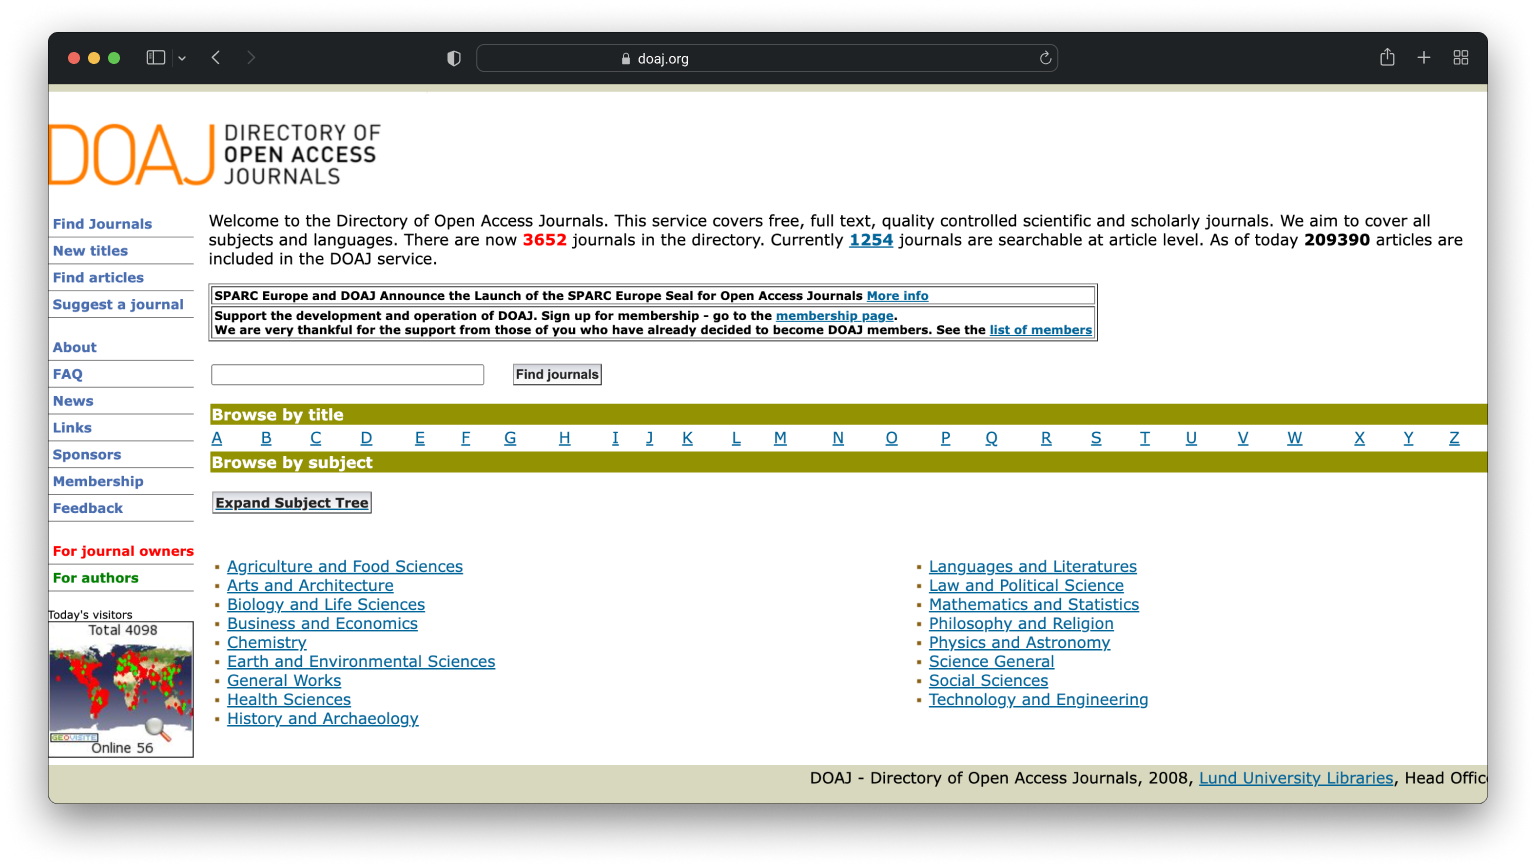 doaj.org
DOAJ
DIRECTORY OF
OPEN ACCESS
JOURNALS
Find Journals
New titles
Find articles
Suggest a journal
About
FAQ
News
Links
Sponsors
Membership
Feedback
For journal owners
For authors
Today's visitors
Total 4098
GEOVISITE
Online 56
Welcome to the Directory of Open Access Journals. This service covers free, full text, quality controlled scientific and scholarly journals. We aim to cover all
subjects and languages. There are now 3652 journals in the directory. Currently 1254 journals are searchable at article level. As of today 209390 articles are
included in the DOAJ service.
SPARC Europe and DOAJ Announce the Launch of the SPARC Europe Seal for Open Access Journals More info
Support the development and operation of DOAJ. Sign up for membership - go to the membership page.
We are very thankful for the support from those of you who have already decided to become DOAJ members. See the list of members
Find journals
Browse by title
A B C D E F G H I J K L M N O P Q R S T U V W X Y Z
Browse by subject
Expand Subject Tree
Agriculture and Food Sciences
Arts and Architecture
Biology and Life Sciences
Business and Economics
Chemistry
Earth and Environmental Sciences
General Works
Health Sciences
History and Archaeology
Languages and Literatures
Law and Political Science
Mathematics and Statistics
Philosophy and Religion
Physics and Astronomy
Science General
Social Sciences
Technology and Engineering
DOAJ - Directory of Open Access Journals, 2008, Lund University Libraries, Head Offic